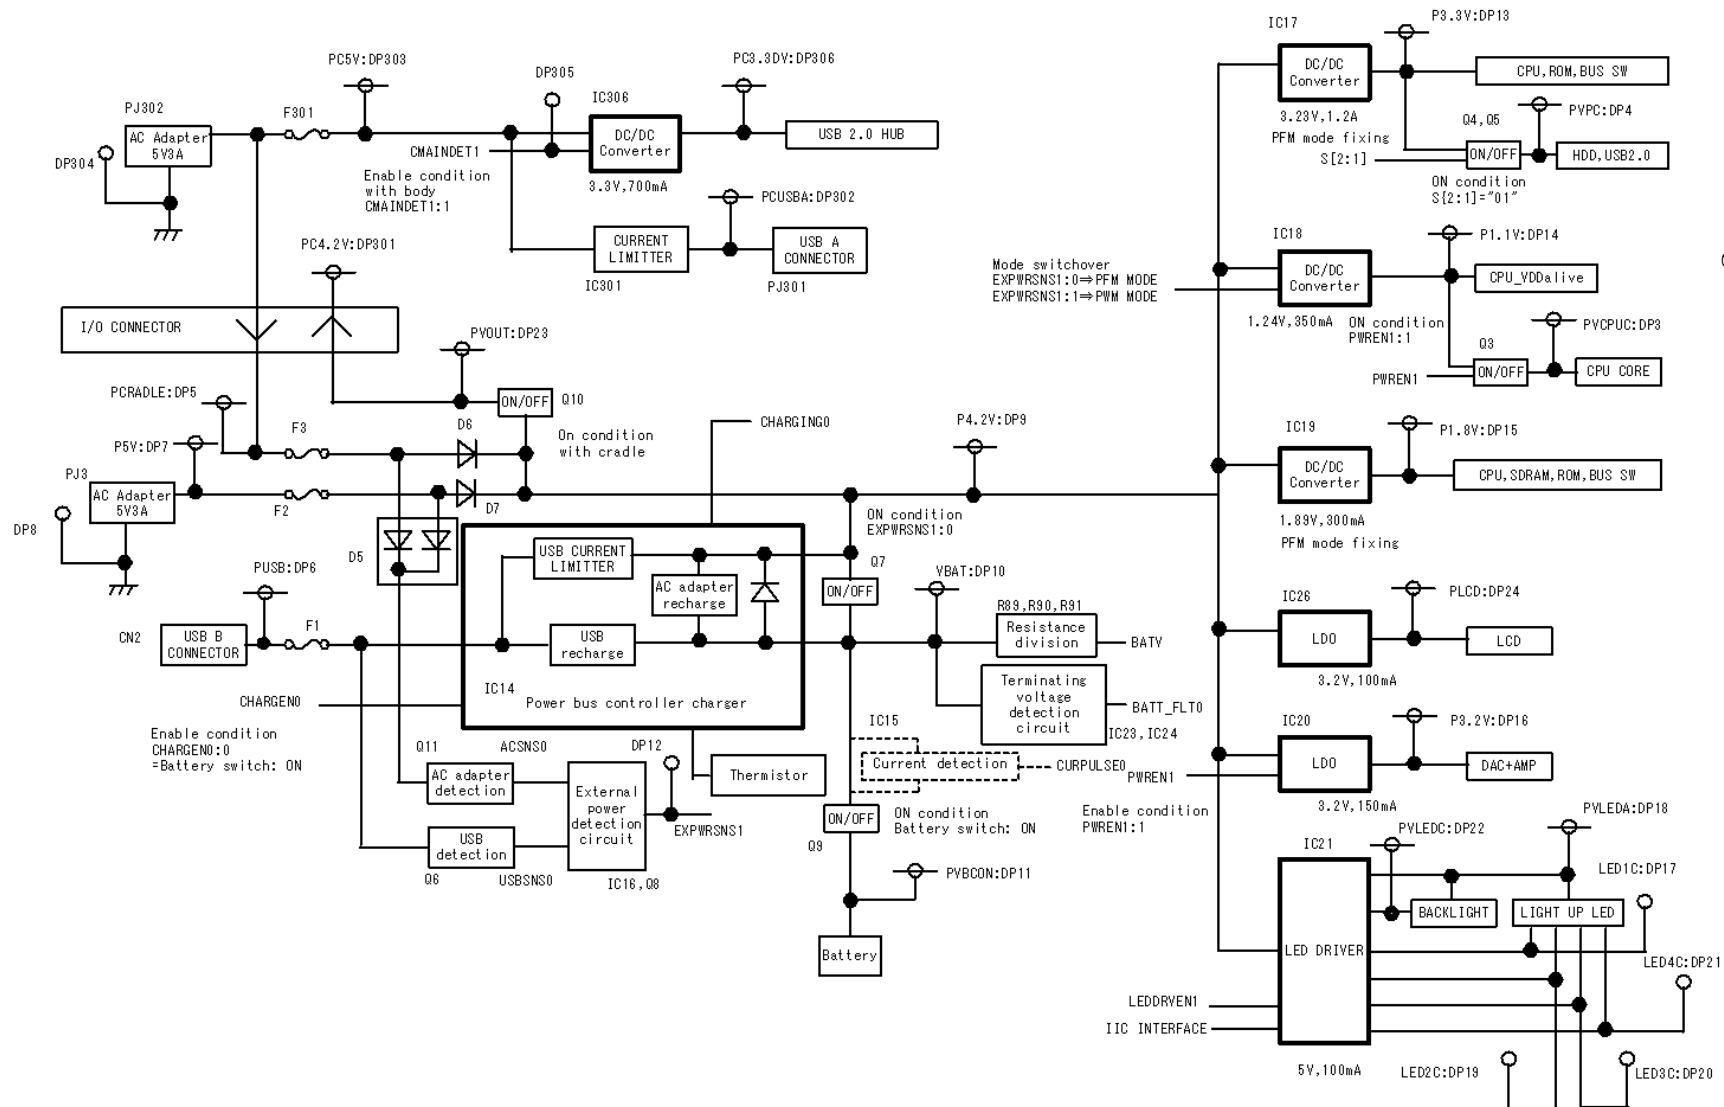 IC17
P3.3V:DP13
DC/DC
Converter
CPU,ROM,BUS SW
3.23V,1.2A
PFM mode fixing
S[2:1]
Q4,Q5
PVPC:DP4
ON/OFF
HDD,USB2.0
ON condition
S{2:1]="01"
PJ302
AC Adapter
5V3A
DP304
F301
PC5V:DP303
DP305
IC306
PC3.3DV:DP306
DC/DC
Converter
USB 2.0 HUB
CMAINDET1
Enable condition
with body
CMAINDET1:1
3.3V,700mA
PCUSBA:DP302
CURRENT
LIMITTER
IC301
USB A
CONNECTOR
PJ301
PC4.2V:DP301
I/O CONNECTOR
PVOUT:DP23
ON/OFF
Q10
On condition
with cradle
PCRADLE:DP5
F3
D6
P5V:DP7
PJ3
AC Adapter
5V3A
DP8
F2
D7
D5
CHARGING0
P4.2V:DP9
ON condition
EXPWRSNS1:0
Q7
ON/OFF
USB CURRENT
LIMITTER
AC adapter
recharge
USB
recharge
IC14
Power bus controller charger
PUSB:DP6
F1
CN2
USB B
CONNECTOR
CHARGEN0
Enable condition
CHARGEN0:0
=Battery switch: ON
Q11
ACSNS0
DP12
AC adapter
detection
USB
detection
Q6
USBSNS0
External
power
detection
circuit
IC16,Q8
EXPWRSNS1
Thermistor
VBAT:DP10
R89,R90,R91
Resistance
division
BATV
Terminating
voltage
detection
circuit
BATT_FLT0
IC23,IC24
IC15
Current detection
CURPULSE0
ON/OFF
Q9
ON condition
Battery switch: ON
PVBCON:DP11
Battery
Mode switchover
EXPWRSNS1:0⇒PFM MODE
EXPWRSNS1:1⇒PWM MODE
IC18
P1.1V:DP14
DC/DC
Converter
CPU_VDDalive
1.24V,350mA
ON condition
PWREN1:1
PVCPUC:DP3
Q3
PWREN1
ON/OFF
CPU CORE
IC19
P1.8V:DP15
DC/DC
Converter
CPU,SDRAM,ROM,BUS SW
1.89V,300mA
PFM mode fixing
IC26
PLCD:DP24
LDO
LCD
3.2V,100mA
IC20
P3.2V:DP16
LDO
DAC+AMP
PWREN1
3.2V,150mA
Enable condition
PWREN1:1
IC21
PVLEDC:DP22
PVLEDA:DP18
LED1C:DP17
BACKLIGHT
LIGHT UP LED
LED DRIVER
LED4C:DP21
LEDDRVEN1
IIC INTERFACE
5V,100mA
LED2C:DP19
LED3C:DP20